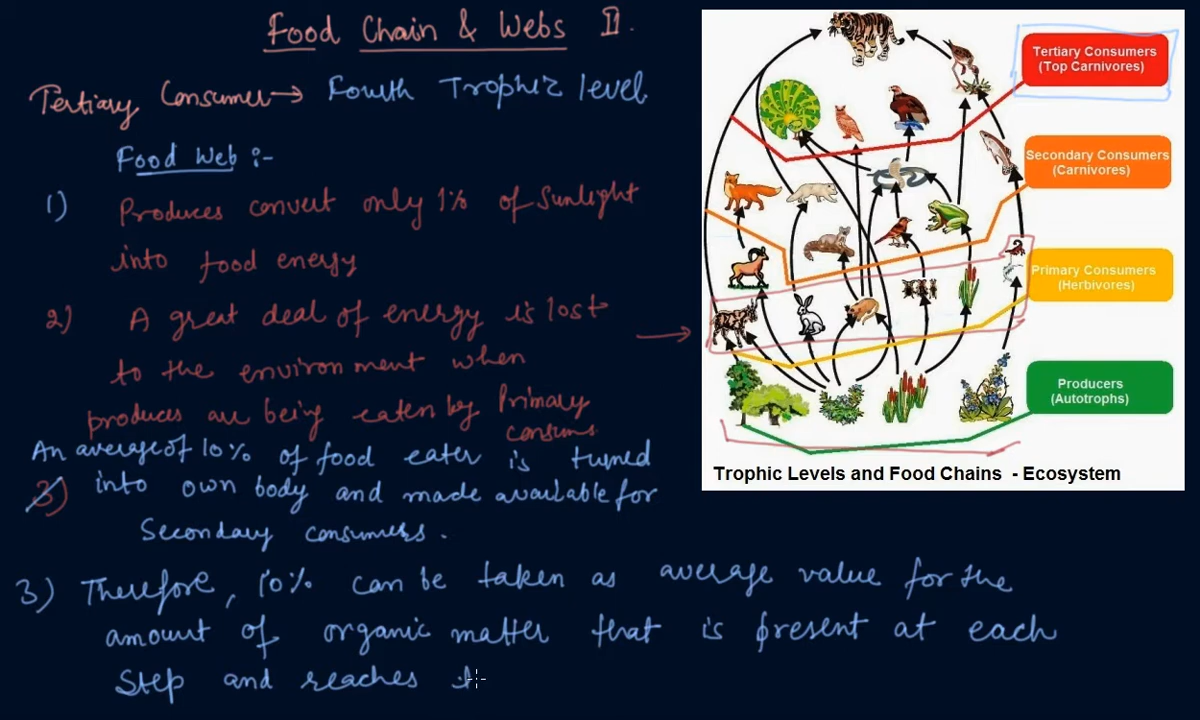 Food Chain & Webs II.
Tertiary Consumer → Fourth Trophic level
Food Web :-
1) Produces convert only 1% of Sunlight
into food energy
2) A great deal of energy is lost
to the environment when
produces are being eaten by Primary
consums
An average of 10% of food eater is turned
3) into own body and made available for
Secondary consumers.
3) Therefore, 10% can be taken as average value for the
amount of organic matter that is present at each
Step and reaches
Tertiary Consumers
(Top Carnivores)
Secondary Consumers
(Carnivores)
Primary Consumers
(Herbivores)
Producers
(Autotrophs)
Trophic Levels and Food Chains - Ecosystem